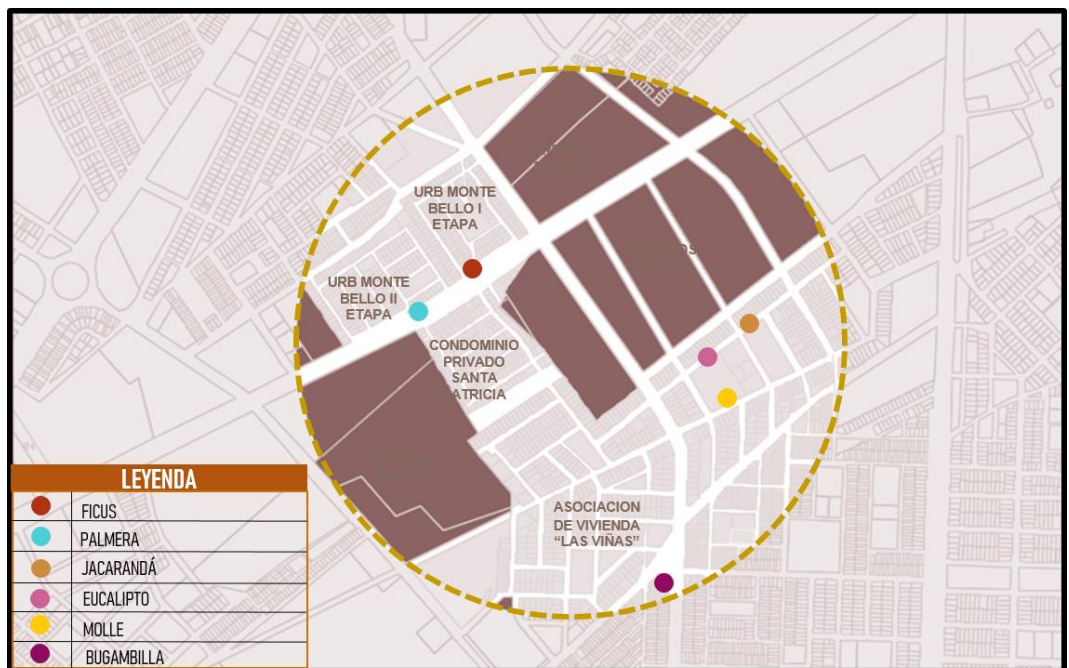 URB MONTE
BELLO I
ETAPA
URB MONTE
BELLO II
ETAPA
CONDOMINIO
PRIVADO
SANTA
ATRICIA
ASOCIACION
DE VIVIENDA
“LAS VIÑAS”
LEYENDA
FICUS
PALMERA
JACARANDÁ
EUCALIPTO
MOLLE
BUGAMBILLA